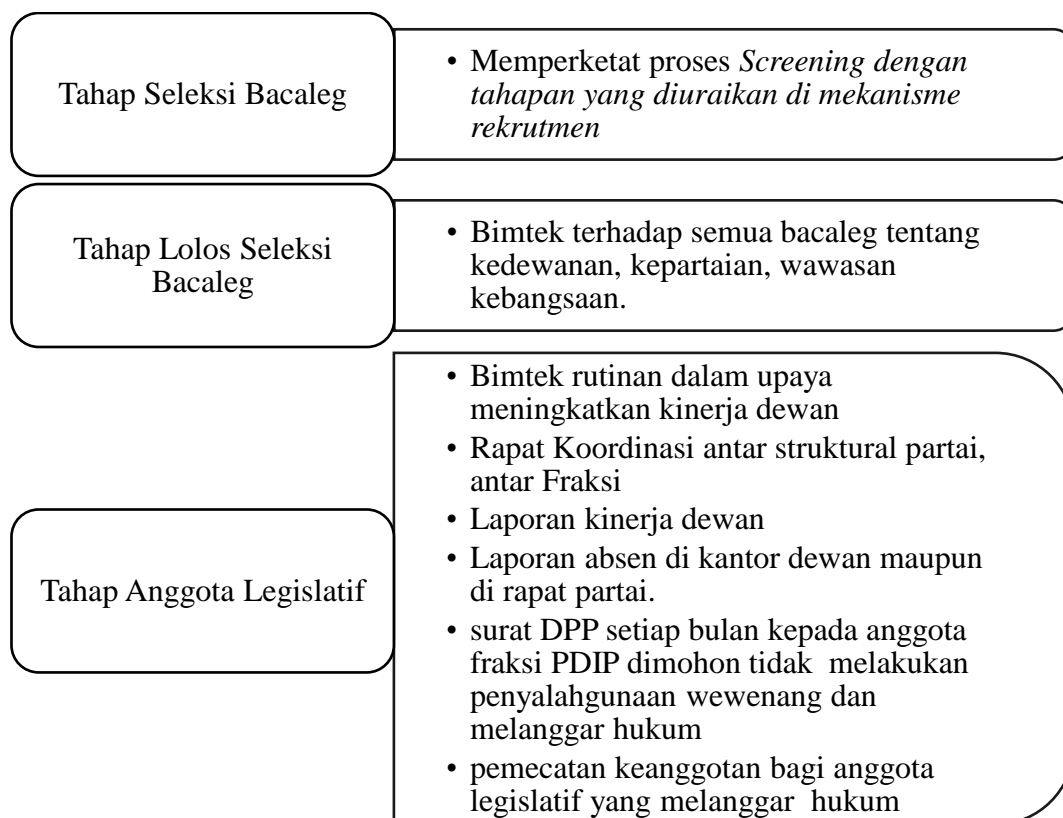 Tahap Seleksi Bacaleg
• Memperketat proses Screening dengan
tahapan yang diuraikan di mekanisme
rekrutmen
Tahap Lolos Seleksi
Bacaleg
• Bimtek terhadap semua bacaleg tentang
kedewanan, kepartaian, wawasan
kebangsaan.
Tahap Anggota Legislatif
• Bimtek rutinan dalam upaya
meningkatkan kinerja dewan
• Rapat Koordinasi antar struktural partai,
antar Fraksi
• Laporan kinerja dewan
• Laporan absen di kantor dewan maupun
di rapat partai.
• surat DPP setiap bulan kepada anggota
fraksi PDIP dimohon tidak melakukan
penyalahgunaan wewenang dan
melanggar hukum
• pemecatan keanggotan bagi anggota
legislatif yang melanggar hukum